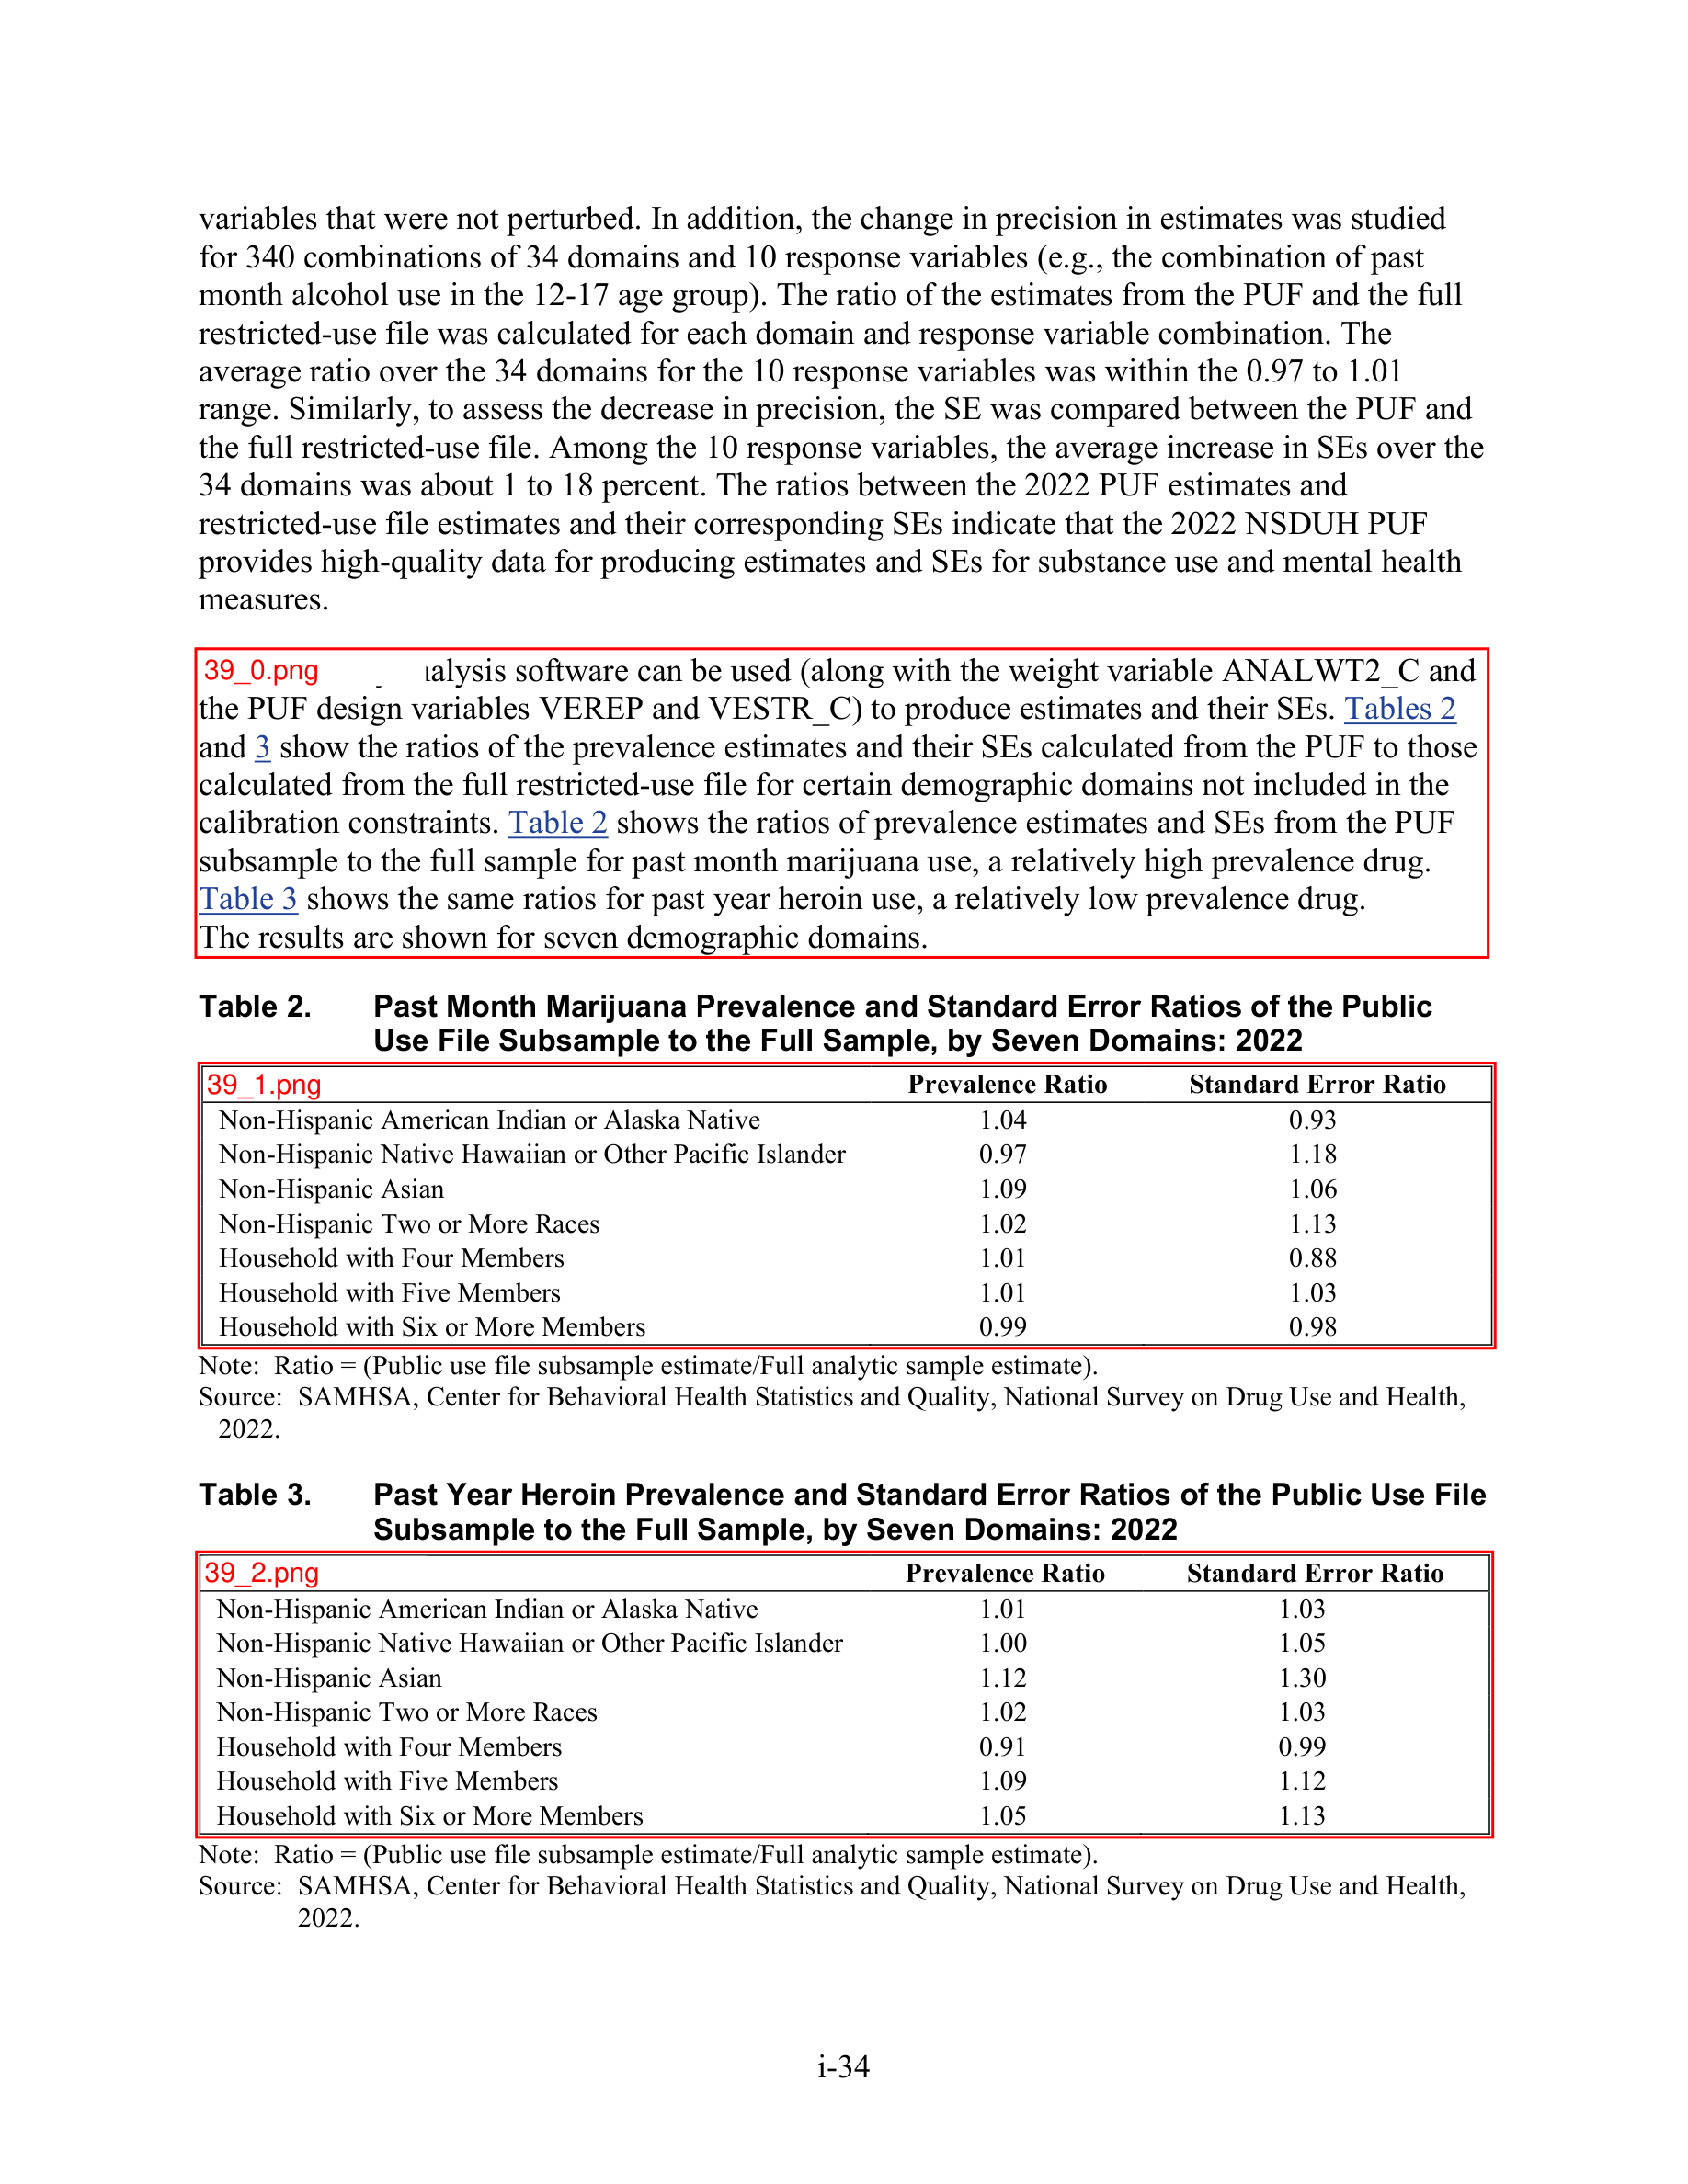 variables that were not perturbed. In addition, the change in precision in estimates was studied
for 340 combinations of 34 domains and 10 response variables (e.g., the combination of past
month alcohol use in the 12-17 age group). The ratio of the estimates from the PUF and the full
restricted-use file was calculated for each domain and response variable combination. The
average ratio over the 34 domains for the 10 response variables was within the 0.97 to 1.01
range. Similarly, to assess the decrease in precision, the SE was compared between the PUF and
the full restricted-use file. Among the 10 response variables, the average increase in SEs over the
34 domains was about 1 to 18 percent. The ratios between the 2022 PUF estimates and
restricted-use file estimates and their corresponding SEs indicate that the 2022 NSDUH PUF
provides high-quality data for producing estimates and SEs for substance use and mental health
measures.
39_0.png software can be used (along with the weight variable ANALWT2_C and
the PUF design variables VEREP and VESTR_C) to produce estimates and their SEs. Tables 2
and 3 show the ratios of the prevalence estimates and their SEs calculated from the PUF to those
calculated from the full restricted-use file for certain demographic domains not included in the
calibration constraints. Table 2 shows the ratios of prevalence estimates and SEs from the PUF
subsample to the full sample for past month marijuana use, a relatively high prevalence drug.
Table 3 shows the same ratios for past year heroin use, a relatively low prevalence drug.
The results are shown for seven demographic domains.
Table 2. Past Month Marijuana Prevalence and Standard Error Ratios of the Public
Use File Subsample to the Full Sample, by Seven Domains: 2022
39_1.png Prevalence Ratio Standard Error Ratio
Non-Hispanic American Indian or Alaska Native 1.04 0.93
Non-Hispanic Native Hawaiian or Other Pacific Islander 0.97 1.18
Non-Hispanic Asian 1.09 1.06
Non-Hispanic Two or More Races 1.02 1.13
Household with Four Members 1.01 0.88
Household with Five Members 1.01 1.03
Household with Six or More Members 0.99 0.98
Note: Ratio = (Public use file subsample estimate/Full analytic sample estimate).
Source: SAMHSA, Center for Behavioral Health Statistics and Quality, National Survey on Drug Use and Health,
2022.
Table 3. Past Year Heroin Prevalence and Standard Error Ratios of the Public Use File
Subsample to the Full Sample, by Seven Domains: 2022
39_2.png Prevalence Ratio Standard Error Ratio
Non-Hispanic American Indian or Alaska Native 1.01 1.03
Non-Hispanic Native Hawaiian or Other Pacific Islander 1.00 1.05
Non-Hispanic Asian 1.12 1.30
Non-Hispanic Two or More Races 1.02 1.03
Household with Four Members 0.91 0.99
Household with Five Members 1.09 1.12
Household with Six or More Members 1.05 1.13
Note: Ratio = (Public use file subsample estimate/Full analytic sample estimate).
Source: SAMHSA, Center for Behavioral Health Statistics and Quality, National Survey on Drug Use and Health,
2022.
i-34